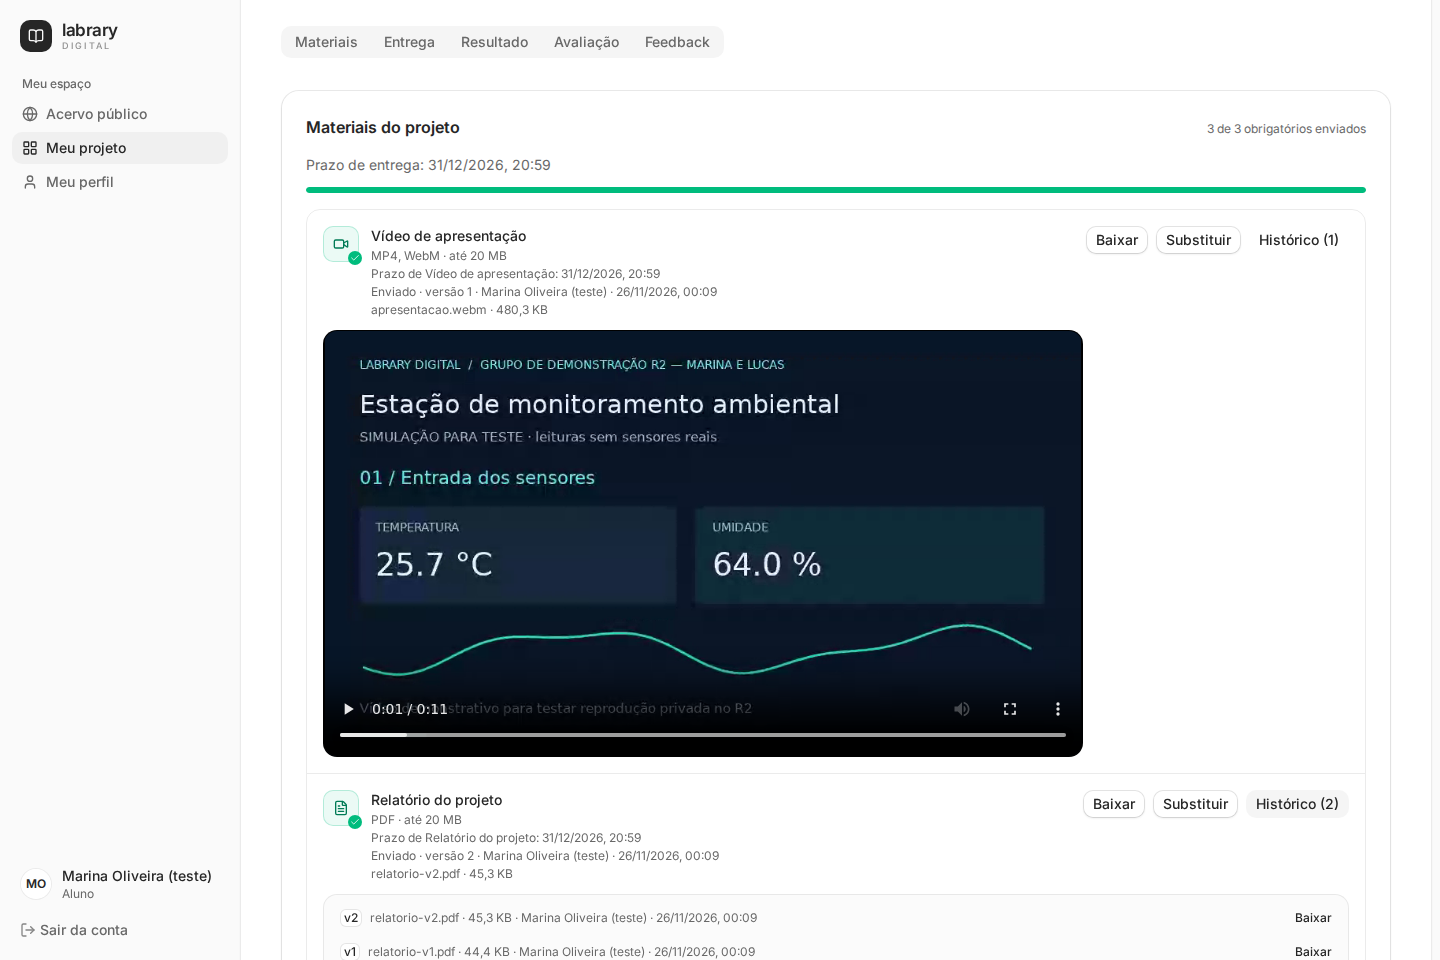 labrary
DIGITAL
Meu espaço
Acervo público
Meu projeto
Meu perfil
MO
Marina Oliveira (teste)
Aluno
Sair da conta
Materiais
Entrega
Resultado
Avaliação
Feedback
Materiais do projeto
3 de 3 obrigatórios enviados
Prazo de entrega: 31/12/2026, 20:59
Vídeo de apresentação
MP4, WebM · até 20 MB
Prazo de Vídeo de apresentação: 31/12/2026, 20:59
Enviado · versão 1 · Marina Oliveira (teste) · 26/11/2026, 00:09
apresentacao.webm · 480,3 KB
Baixar
Substituir
Histórico (1)
LABRARY DIGITAL / GRUPO DE DEMONSTRAÇÃO R2 — MARINA E LUCAS
Estação de monitoramento ambiental
SIMULAÇÃO PARA TESTE · leituras sem sensores reais
01 / Entrada dos sensores
TEMPERATURA
25.7 °C
UMIDADE
64.0 %
0:01 / 0:11
para testar reprodução privada no R2
Relatório do projeto
PDF · até 20 MB
Prazo de Relatório do projeto: 31/12/2026, 20:59
Enviado · versão 2 · Marina Oliveira (teste) · 26/11/2026, 00:09
relatorio-v2.pdf · 45,3 KB
Baixar
Substituir
Histórico (2)
v2 relatorio-v2.pdf · 45,3 KB · Marina Oliveira (teste) · 26/11/2026, 00:09
Baixar
v1 relatorio-v1.pdf · 44,4 KB · Marina Oliveira (teste) · 26/11/2026, 00:09
Baixar